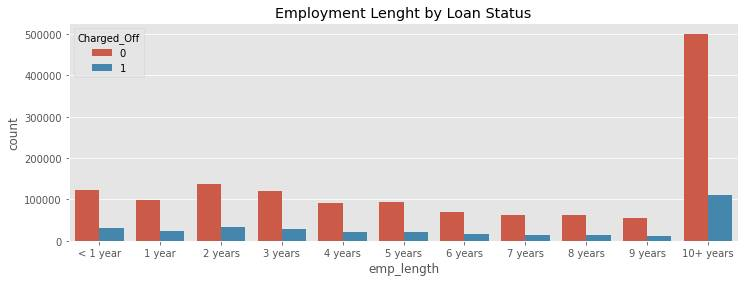 Employment Lenght by Loan Status
Charged_Off
0
1
500000
400000
300000
200000
100000
0
count
< 1 year
1 year
2 years
3 years
4 years
5 years
6 years
7 years
8 years
9 years
10+ years
emp_length